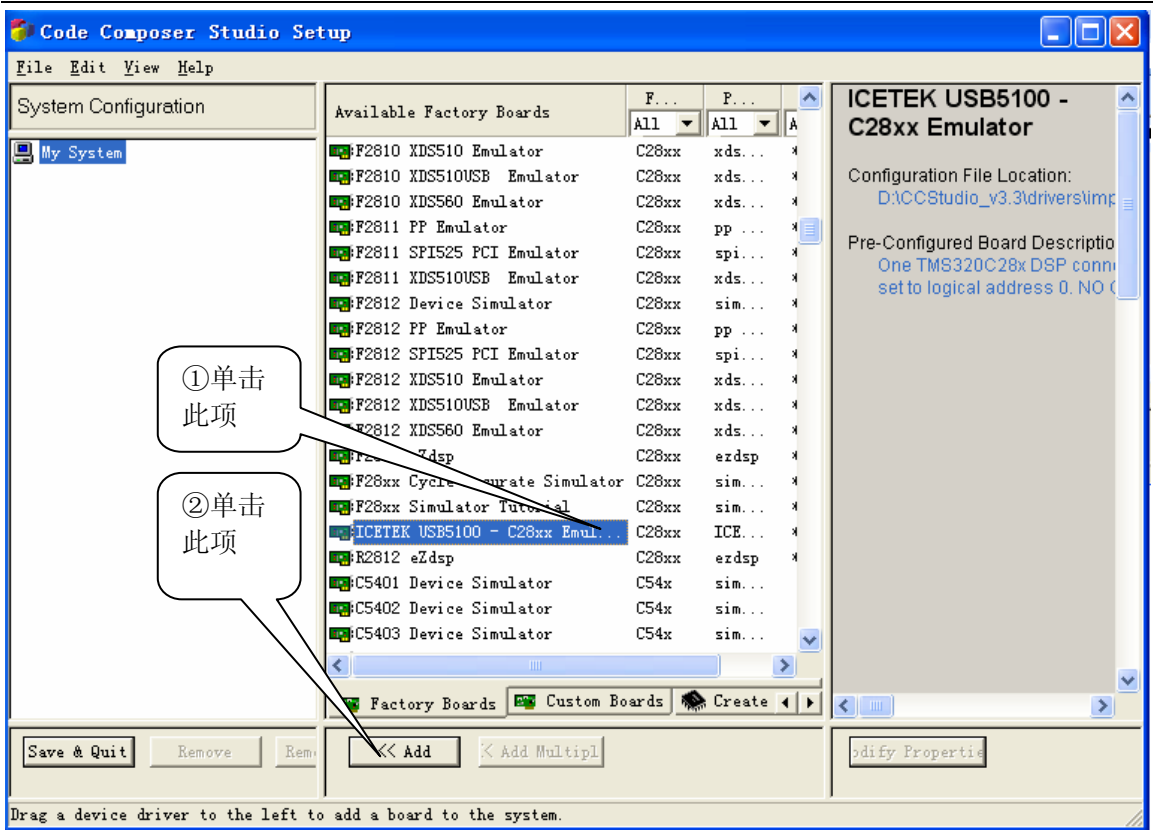 Code Composer Studio Setup
File Edit View Help
System Configuration
My System
Available Factory Boards F... P...
All All A
F2810 XDS510 Emulator C28xx xds... *
F2810 XDS510USB Emulator C28xx xds... *
F2810 XDS560 Emulator C28xx xds... *
F2811 PP Emulator C28xx pp ... *
F2811 SPI525 PCI Emulator C28xx spi... *
F2811 XDS510USB Emulator C28xx xds... *
F2812 Device Simulator C28xx sim... *
F2812 PP Emulator C28xx pp ... *
F2812 SPI525 PCI Emulator C28xx spi... *
F2812 XDS510 Emulator C28xx xds... *
F2812 XDS510USB Emulator C28xx xds... *
F2812 XDS560 Emulator C28xx xds... *
eZdsp C28xx ezdsp *
F28xx Cycle Simulator C28xx sim... *
F28xx Simulator Tutorial C28xx sim... *
ICETEK USB5100 - C28xx Emul... C28xx ICE... *
R2812 eZdsp C28xx ezdsp *
C5401 Device Simulator C54x sim...
C5402 Device Simulator C54x sim...
C5403 Device Simulator C54x sim...
①单击
此项
②单击
此项
Factory Boards Custom Boards Create
ICETEK USB5100 -
C28xx Emulator
Configuration File Location:
D:\CCStudio_v3.3\drivers\imp
Pre-Configured Board Descriptio
One TMS320C28x DSP conn
set to logical address 0. NO
Save & Quit Remove Rem
<< Add < Add Multipl
odify Propertie
Drag a device driver to the left to add a board to the system.